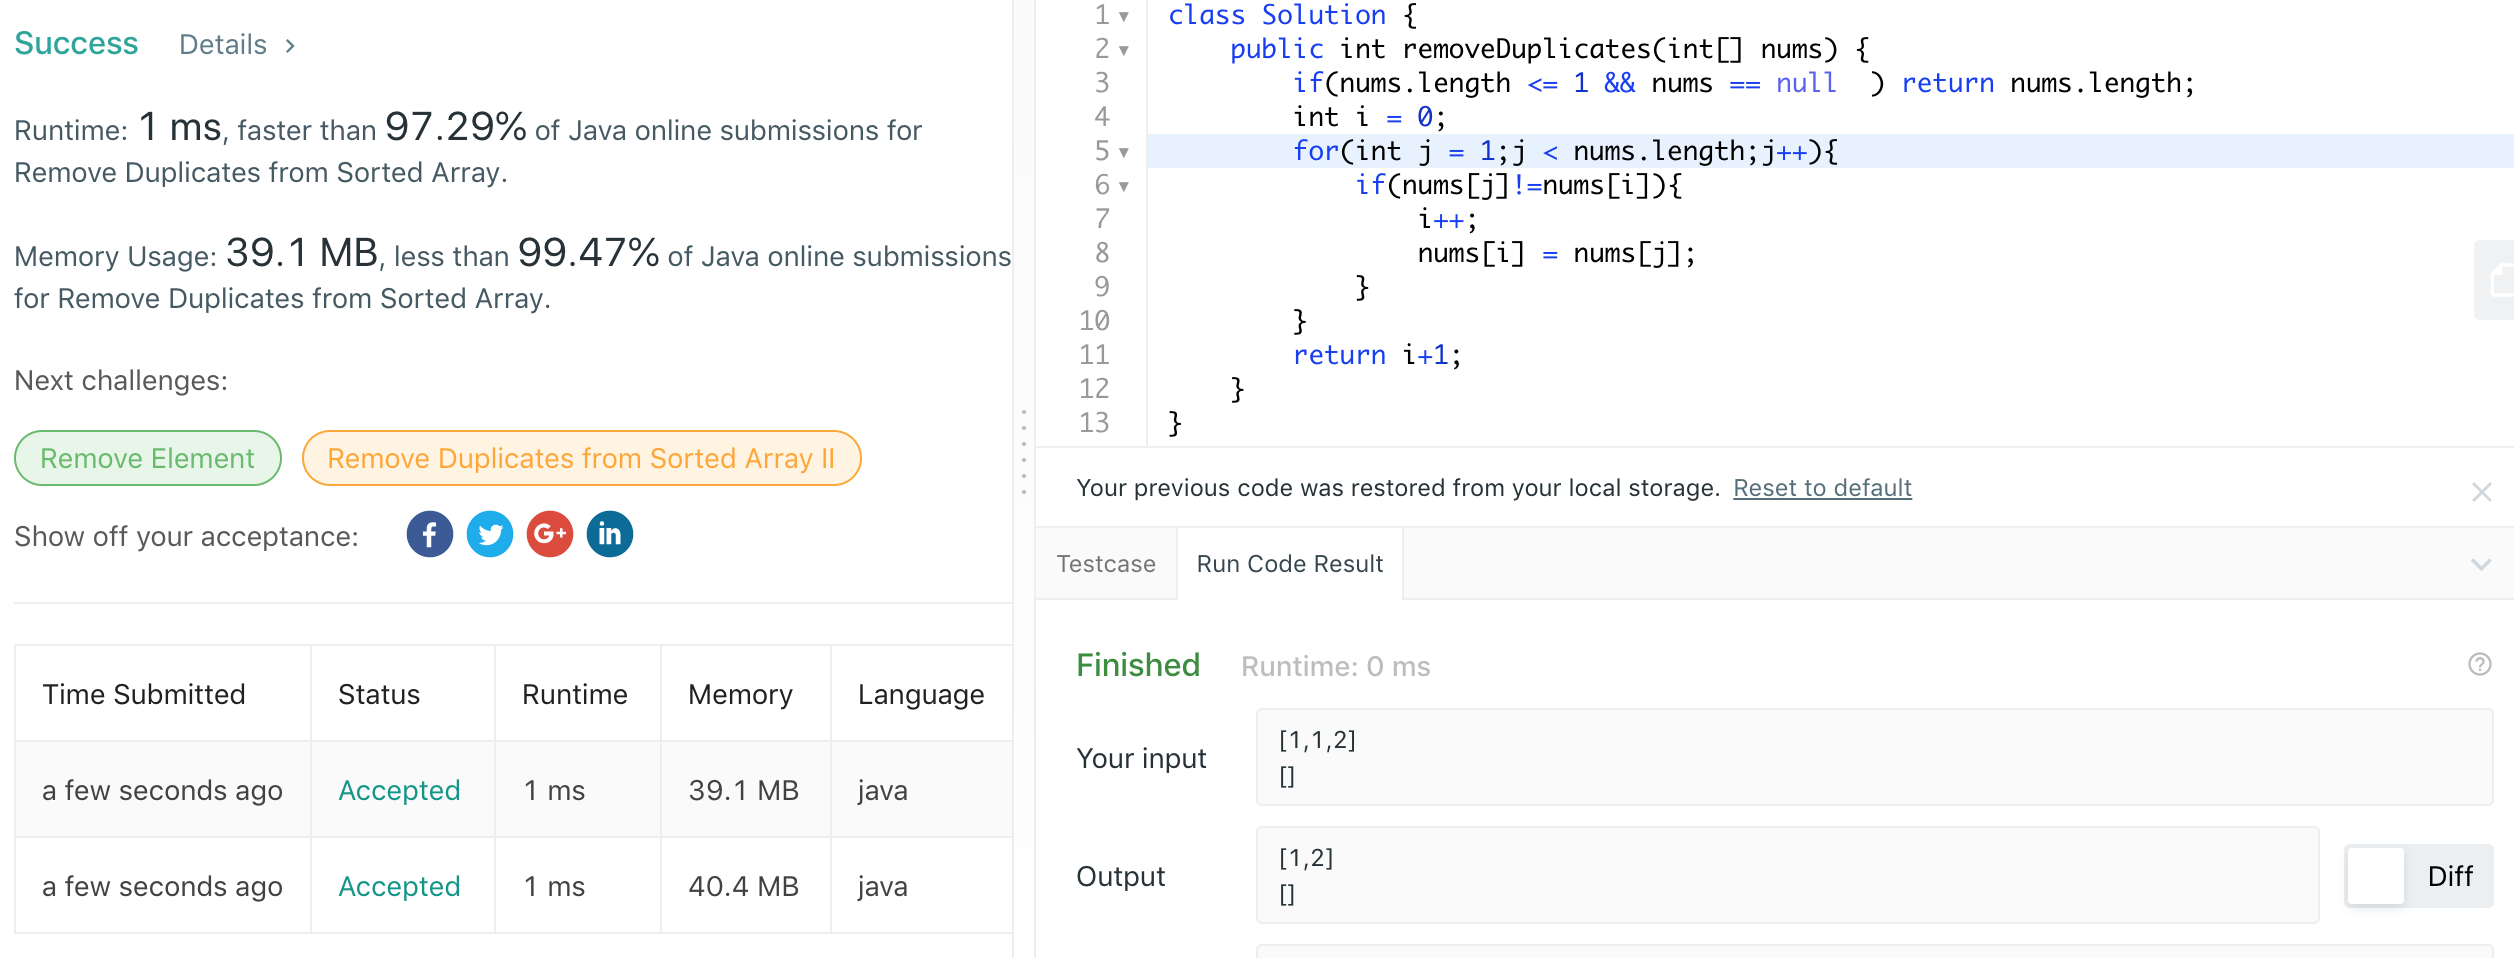 Success Details >
Runtime: 1 ms, faster than 97.29% of Java online submissions for
Remove Duplicates from Sorted Array.
Memory Usage: 39.1 MB, less than 99.47% of Java online submissions
for Remove Duplicates from Sorted Array.
Next challenges:
Remove Element
Remove Duplicates from Sorted Array II
Show off your acceptance:
f
G+
in
Time Submitted Status Runtime Memory Language
a few seconds ago Accepted 1 ms 39.1 MB java
a few seconds ago Accepted 1 ms 40.4 MB java
1 class Solution {
2 public int removeDuplicates(int[] nums) {
3 if(nums.length <= 1 && nums == null  ) return nums.length;
4 int i = 0;
5 for(int j = 1;j < nums.length;j++){
6 if(nums[j]!=nums[i]){
7 i++;
8 nums[i] = nums[j];
9 }
10 }
11 return i+1;
12 }
13 }
Your previous code was restored from your local storage. Reset to default
Testcase Run Code Result
Finished Runtime: 0 ms
?
Your input
[1,1,2]
[]
Output
[1,2]
[]
Diff